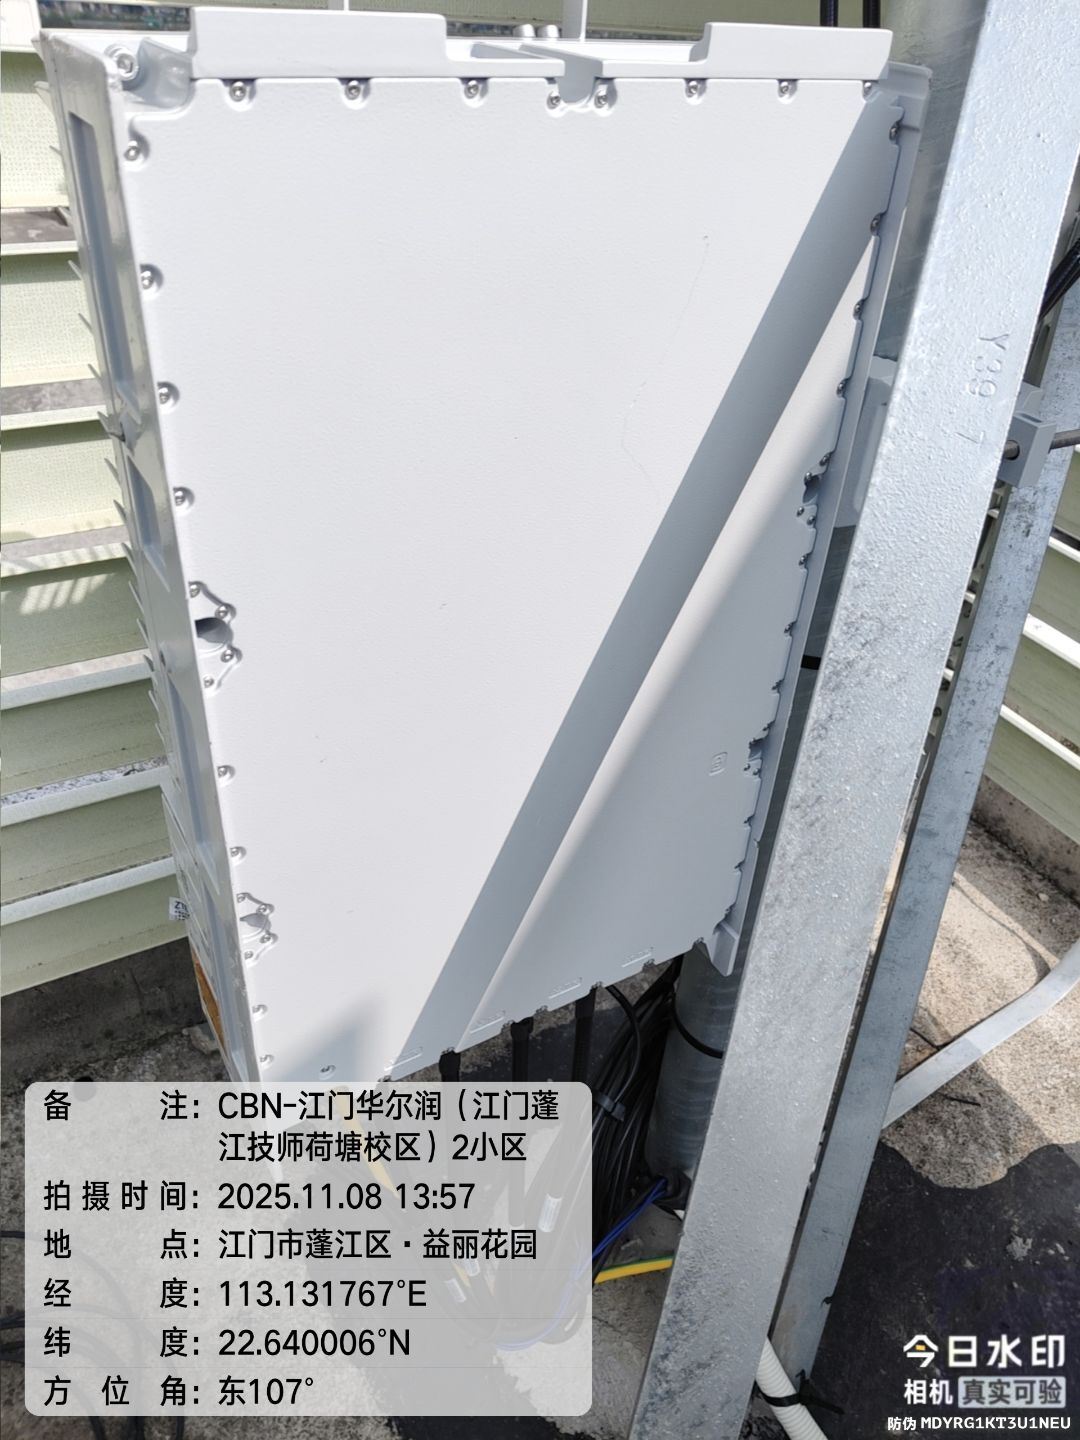 Y39 7
备注：CBN-江门华尔润（江门蓬
江技师荷塘校区）2小区
拍摄时间：2025.11.08 13:57
地点：江门市蓬江区·益丽花园
经度：113.131767°E
纬度：22.640006°N
方位角：东107°
今日水印
相机 真实可验
防伪 MDYRG1KT3U1NEU